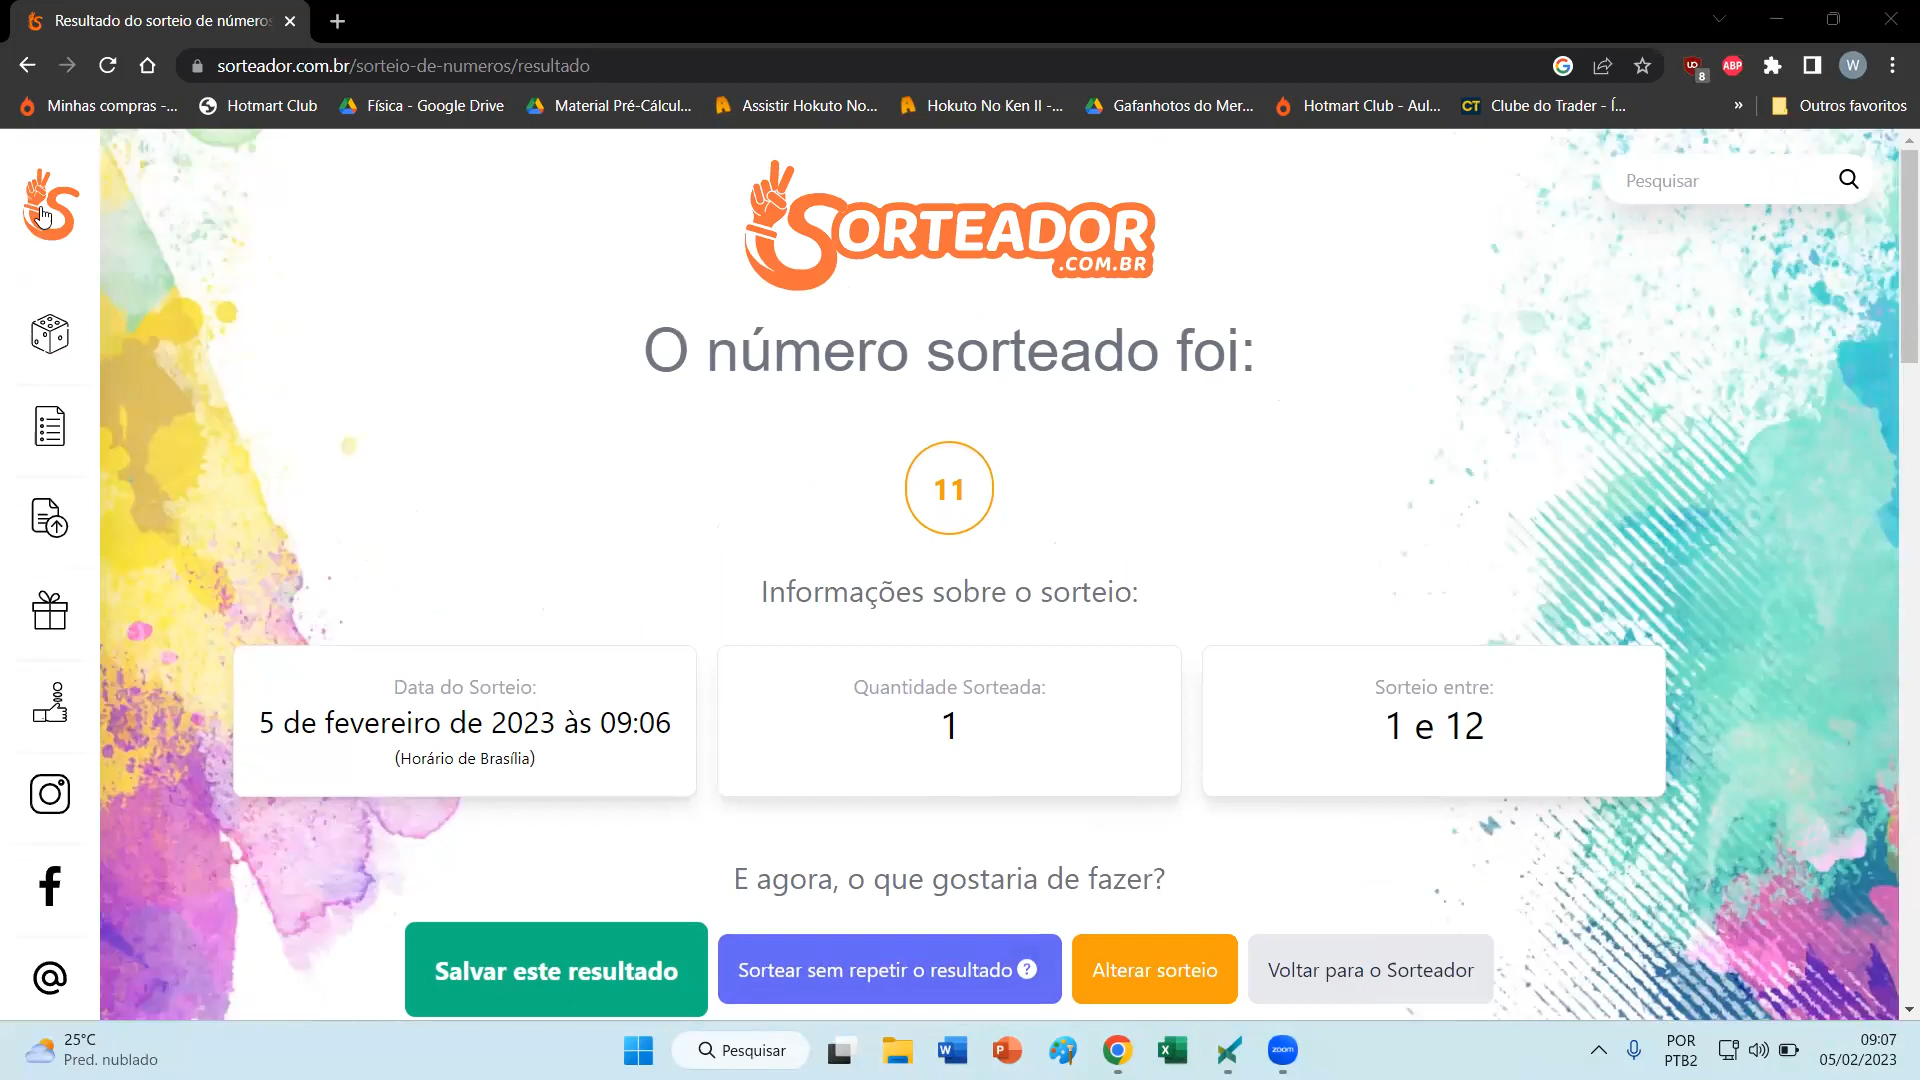 Resultado do sorteio de números
sorteador.com.br/sorteio-de-numeros/resultado
8
ABP
W
Minhas compras -...
Hotmart Club
Física - Google Drive
Material Pré-Cálcul...
Assistir Hokuto No...
Hokuto No Ken II -...
Gafanhotos do Mer...
Hotmart Club - Aul...
CT
Clube do Trader - Í...
»
Outros favoritos
S
SORTEADOR
.COM.BR
Pesquisar
O número sorteado foi:
11
Informações sobre o sorteio:
Data do Sorteio:
5 de fevereiro de 2023 às 09:06
(Horário de Brasília)
Quantidade Sorteada:
1
Sorteio entre:
1 e 12
E agora, o que gostaria de fazer?
Salvar este resultado
Sortear sem repetir o resultado ?
Alterar sorteio
Voltar para o Sorteador
25°C
Pred. nublado
Pesquisar
zoom
POR
PTB2
09:07
05/02/2023